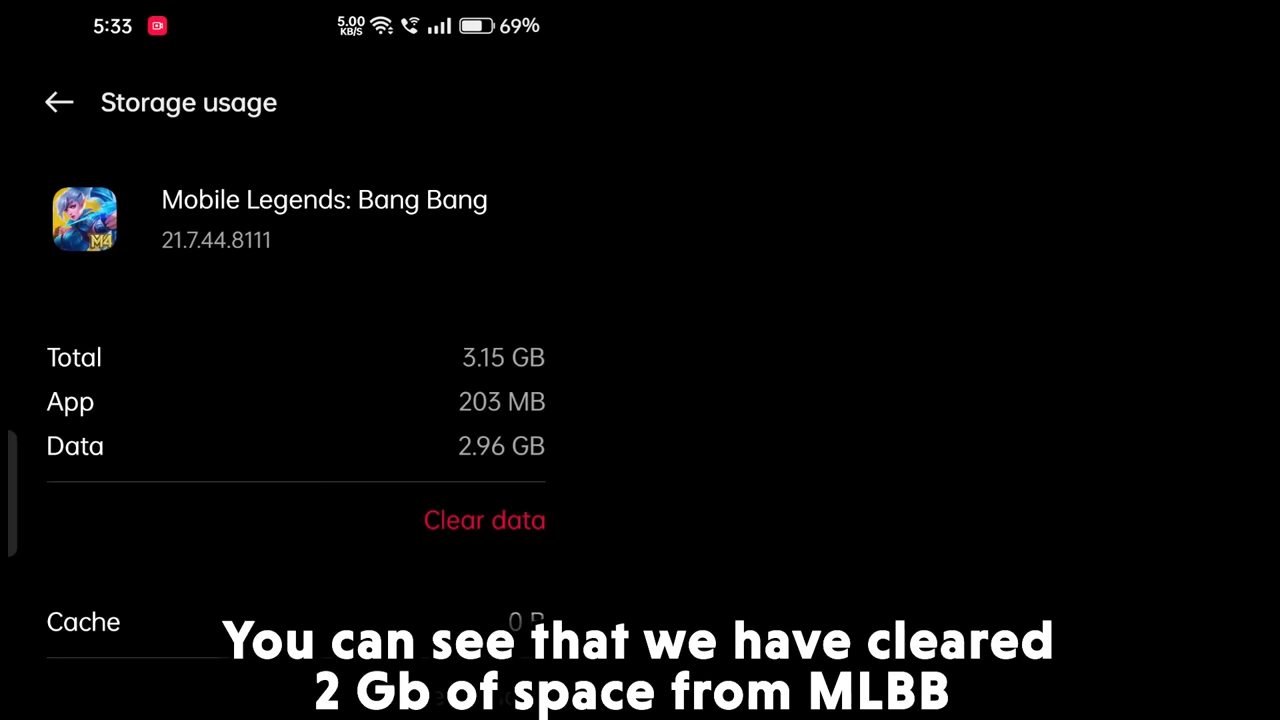 5:33 5.00 KB/S 69%
Storage usage
Mobile Legends: Bang Bang
21.7.44.8111
Total 3.15 GB
App 203 MB
Data 2.96 GB
Clear data
Cache 0 B
You can see that we have cleared
2 Gb of space from MLBB